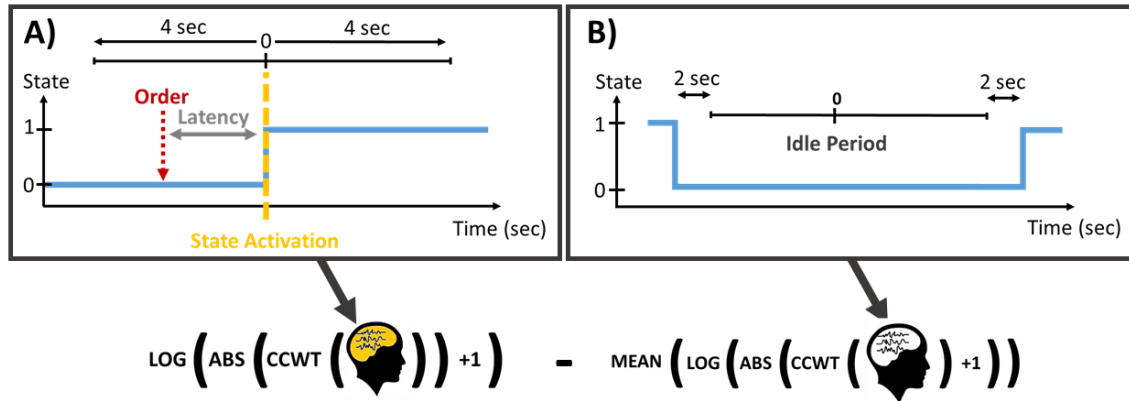 A)
4 sec 0 4 sec
State
Order
Latency
1
0
Time (sec)
State Activation
B)
2 sec 2 sec
State
0
1
Idle Period
0
Time (sec)
LOG ( ABS ( CCWT ( ) ) +1 ) - MEAN ( LOG ( ABS ( CCWT ( ) +1 ) )